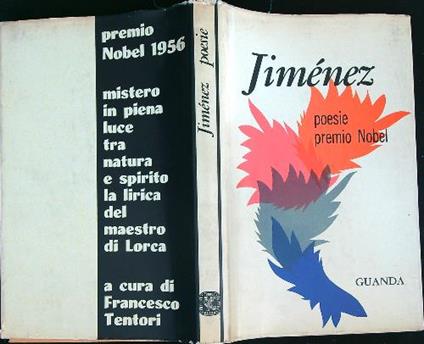 premio
Nobel 1956
mistero
in piena
luce
tra
natura
e spirito
la lirica
del
maestro
di Lorca
a cura di
Francesco
Tentori
Jiménez poesie
Jiménez
poesie
premio Nobel
GUANDA